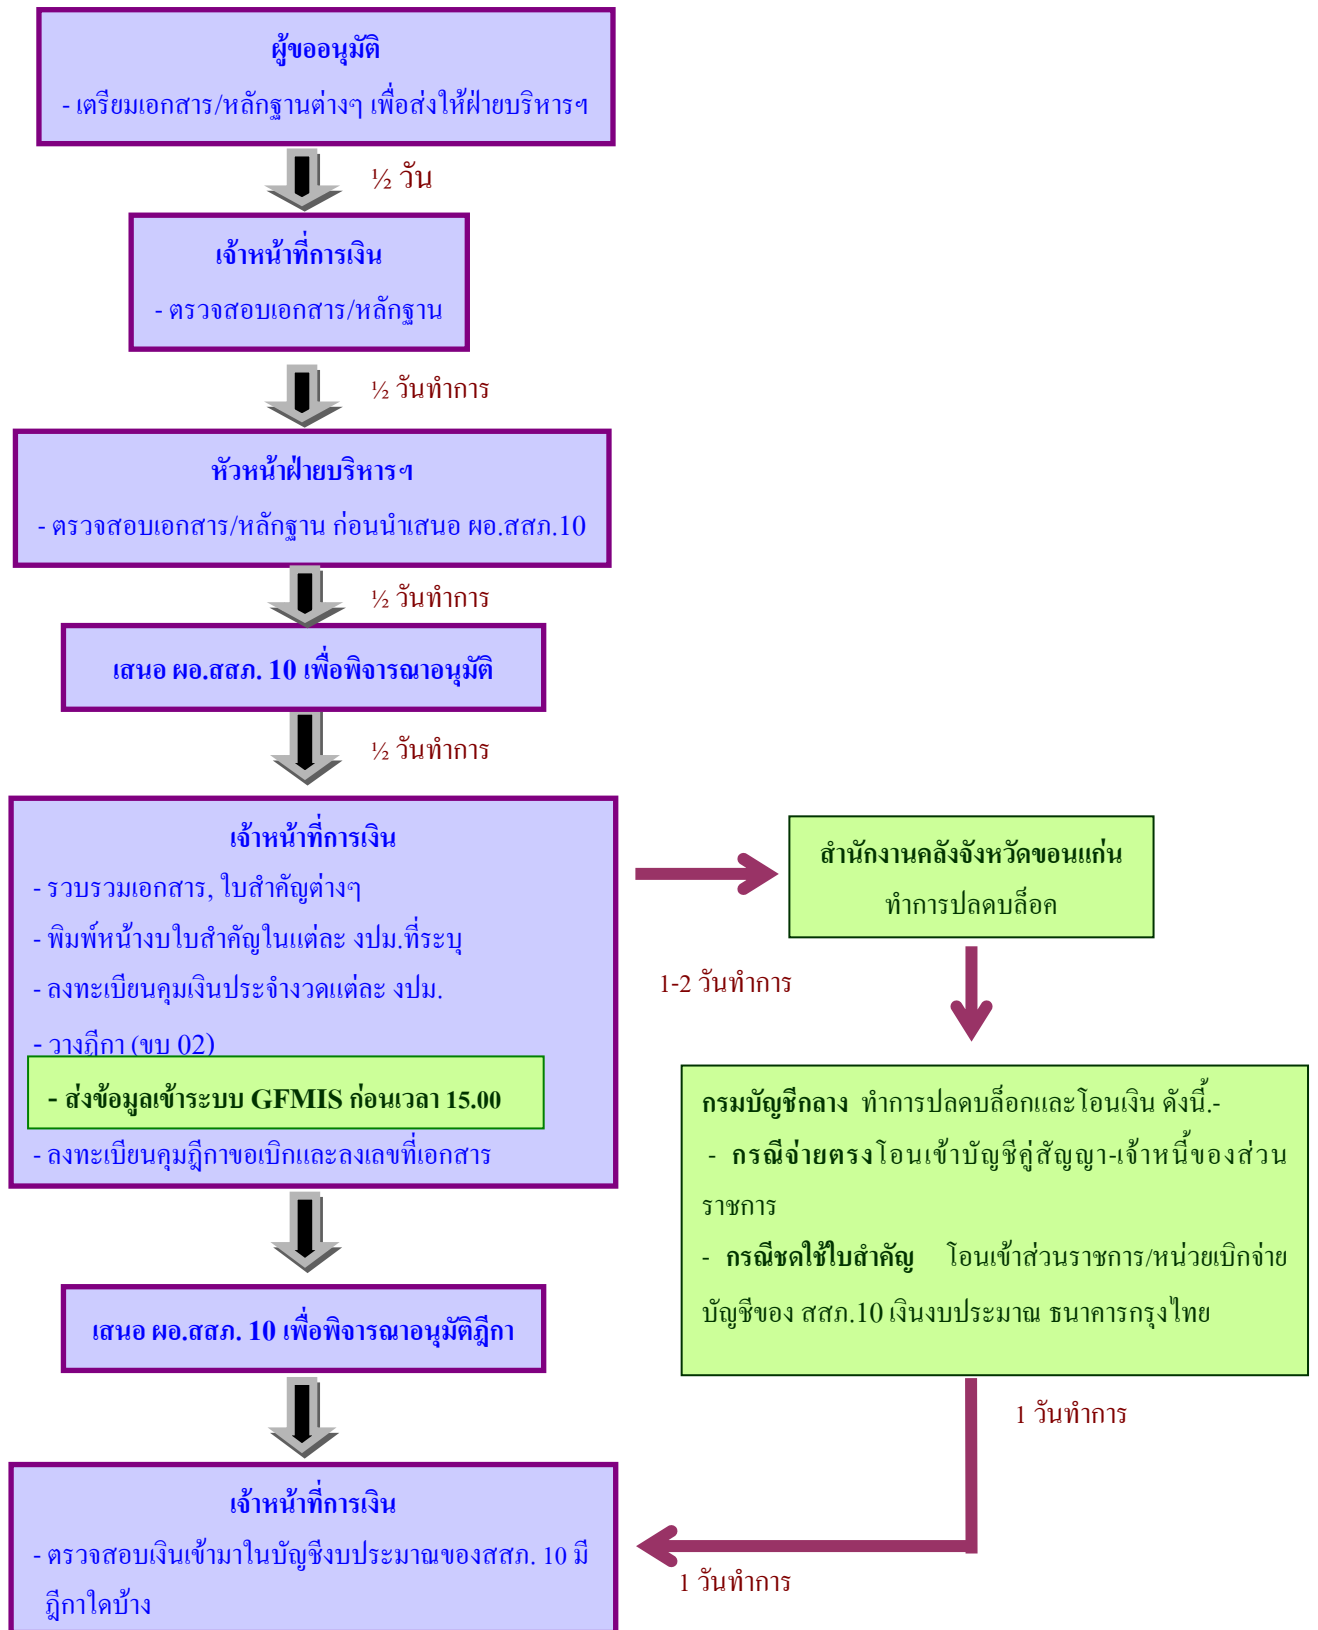 ผู้ขออนุมัติ
- เตรียมเอกสาร/หลักฐานต่างๆ เพื่อส่งให้ฝ่ายบริหารฯ
½ วัน
เจ้าหน้าที่การเงิน
- ตรวจสอบเอกสาร/หลักฐาน
½ วันทำการ
หัวหน้าฝ่ายบริหารฯ
- ตรวจสอบเอกสาร/หลักฐาน ก่อนนำเสนอ ผอ.สสภ.10
½ วันทำการ
เสนอ ผอ.สสภ. 10 เพื่อพิจารณาอนุมัติ
½ วันทำการ
เจ้าหน้าที่การเงิน
- รวบรวมเอกสาร, ใบสำคัญต่างๆ
- พิมพ์หน้างบใบสำคัญในแต่ละ งปม.ที่ระบุ
- ลงทะเบียนคุมเงินประจำงวดแต่ละ งปม.
- วางฎีกา (ขบ 02)
- ส่งข้อมูลเข้าระบบ GFMIS ก่อนเวลา 15.00
- ลงทะเบียนคุมฎีกาขอเบิกและลงเลขที่เอกสาร
สำนักงานคลังจังหวัดขอนแก่น
ทำการปลดบล็อค
1-2 วันทำการ
กรมบัญชีกลาง ทำการปลดบล็อกและโอนเงิน ดังนี้.-
- กรณีจ่ายตรงโอนเข้าบัญชีคู่สัญญา-เจ้าหนี้ของส่วน
ราชการ
- กรณีชดใช้ใบสำคัญ โอนเข้าส่วนราชการ/หน่วยเบิกจ่าย
บัญชีของ สสภ.10 เงินงบประมาณ ธนาคารกรุงไทย
1 วันทำการ
เสนอ ผอ.สสภ. 10 เพื่อพิจารณาอนุมัติฎีกา
เจ้าหน้าที่การเงิน
- ตรวจสอบเงินเข้ามาในบัญชีงบประมาณของสสภ. 10 มี
ฎีกาใดบ้าง
1 วันทำการ